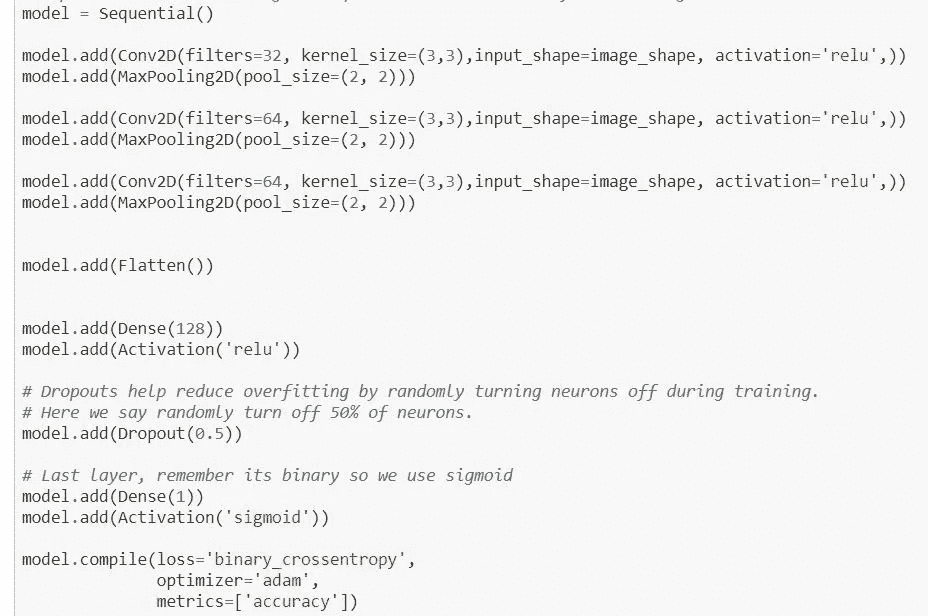 model = Sequential()
model.add(Conv2D(filters=32, kernel_size=(3,3),input_shape=image_shape, activation='relu',))
model.add(MaxPooling2D(pool_size=(2, 2)))
model.add(Conv2D(filters=64, kernel_size=(3,3),input_shape=image_shape, activation='relu',))
model.add(MaxPooling2D(pool_size=(2, 2)))
model.add(Conv2D(filters=64, kernel_size=(3,3),input_shape=image_shape, activation='relu',))
model.add(MaxPooling2D(pool_size=(2, 2)))
model.add(Flatten())
model.add(Dense(128))
model.add(Activation('relu'))
# Dropouts help reduce overfitting by randomly turning neurons off during training.
# Here we say randomly turn off 50% of neurons.
model.add(Dropout(0.5))
# Last layer, remember its binary so we use sigmoid
model.add(Dense(1))
model.add(Activation('sigmoid'))
model.compile(loss='binary_crossentropy',
optimizer='adam',
metrics=['accuracy'])